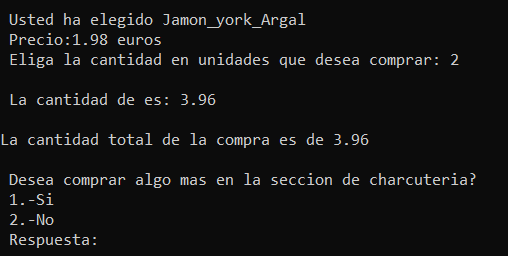 Usted ha elegido Jamon_york_Argal
Precio:1.98 euros
Eliga la cantidad en unidades que desea comprar: 2
La cantidad de es: 3.96
La cantidad total de la compra es de 3.96
Desea comprar algo mas en la seccion de charcuteria?
1.-Si
2.-No
Respuesta: